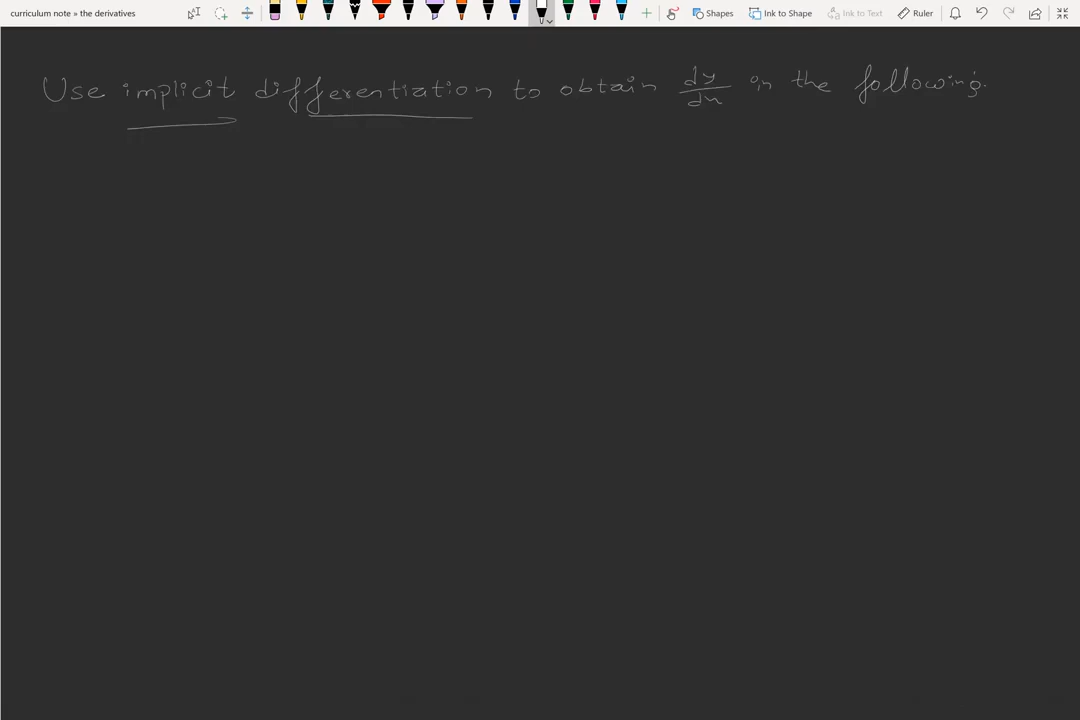 curriculum note » the derivatives
Shapes
Ink to Shape
Ink to Text
Ruler
Use implicit differentiation to obtain dy/dx in the following.